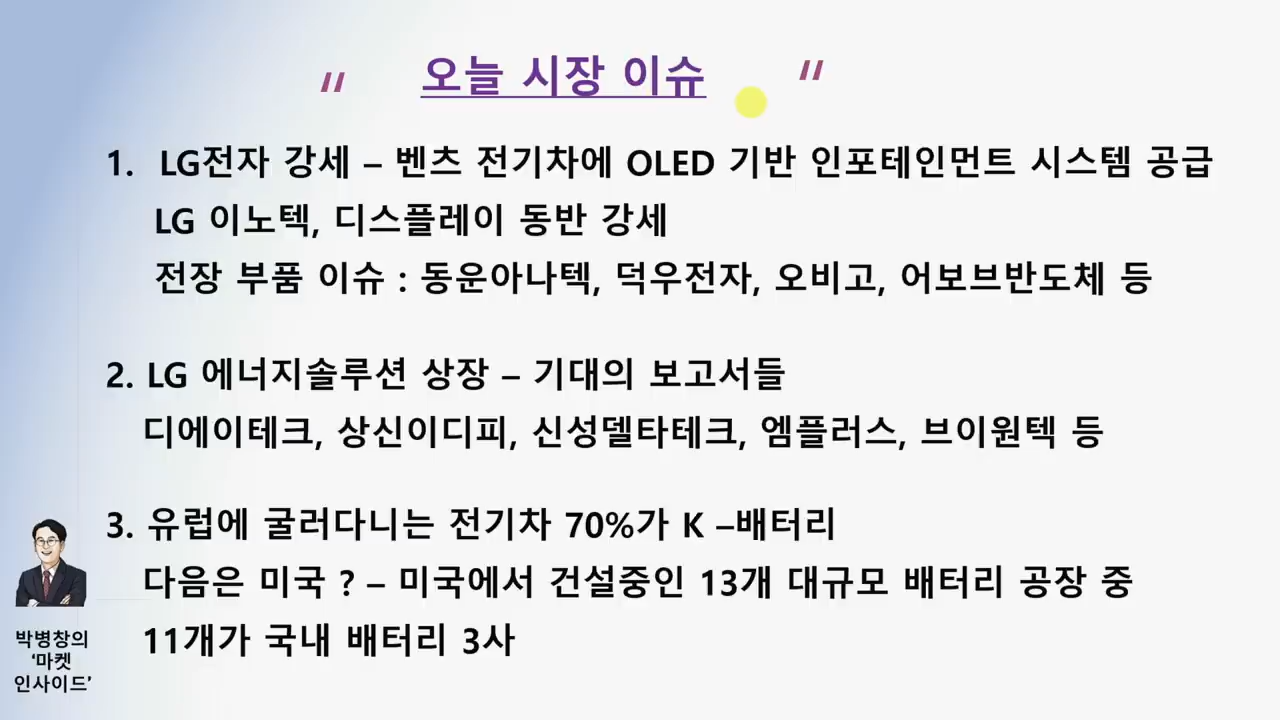 " 오늘 시장 이슈 "
1. LG전자 강세 – 벤츠 전기차에 OLED 기반 인포테인먼트 시스템 공급
LG 이노텍, 디스플레이 동반 강세
전장 부품 이슈 : 동운아나텍, 덕우전자, 오비고, 어보브반도체 등
2. LG 에너지솔루션 상장 – 기대의 보고서들
디에이테크, 상신이디피, 신성델타테크, 엠플러스, 브이원텍 등
3. 유럽에 굴러다니는 전기차 70%가 K –배터리
다음은 미국 ? – 미국에서 건설중인 13개 대규모 배터리 공장 중
11개가 국내 배터리 3사
박병창의
‘마켓
인사이드’